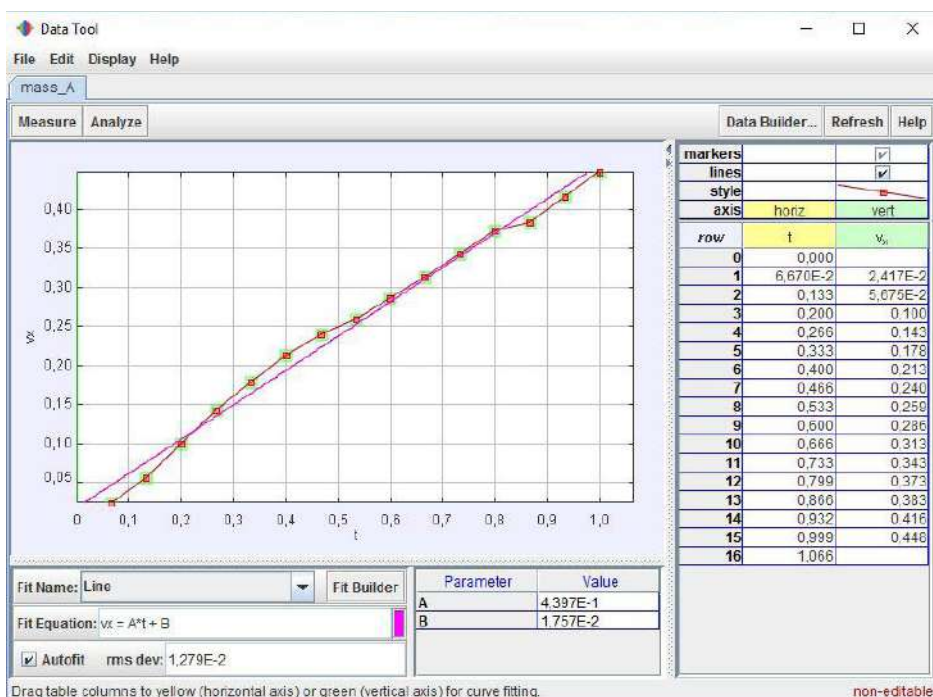 Data Tool
File Edit Display Help
mass_A
Measure Analyze Data Builder... Refresh Help
markers
lines
style
axis horiz vert
row t vx
0 0,000
1 6,670E-2 2,417E-2
2 0,133 5,675E-2
3 0,200 0,100
4 0,266 0,143
5 0,333 0,178
6 0,400 0,213
7 0,466 0,240
8 0,533 0,259
9 0,600 0,286
10 0,666 0,313
11 0,733 0,343
12 0,799 0,373
13 0,866 0,383
14 0,932 0,416
15 0,999 0,448
16 1,066
0,40
0,35
0,30
0,25
0,20
0,15
0,10
0,05
vx
0 0,1 0,2 0,3 0,4 0,5 0,6 0,7 0,8 0,9 1,0
t
Fit Name: Line Fit Builder
Fit Equation: vx = A*t + B
Autofit rms dev: 1,279E-2
Parameter Value
A 4,397E-1
B 1,757E-2
Drag table columns to yellow (horizontal axis) or green (vertical axis) for curve fitting. non-editable